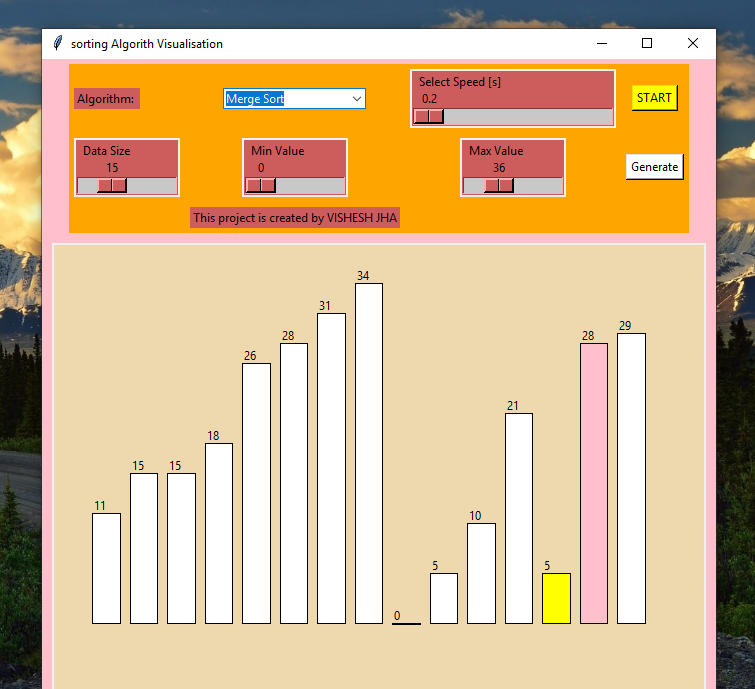 sorting Algorith Visualisation
Algorithm:
Merge Sort
Select Speed [s]
0.2
START
Data Size
15
Min Value
0
Max Value
36
Generate
This project is created by VISHESH JHA
11
15
15
18
26
28
31
34
0
5
10
21
5
28
29